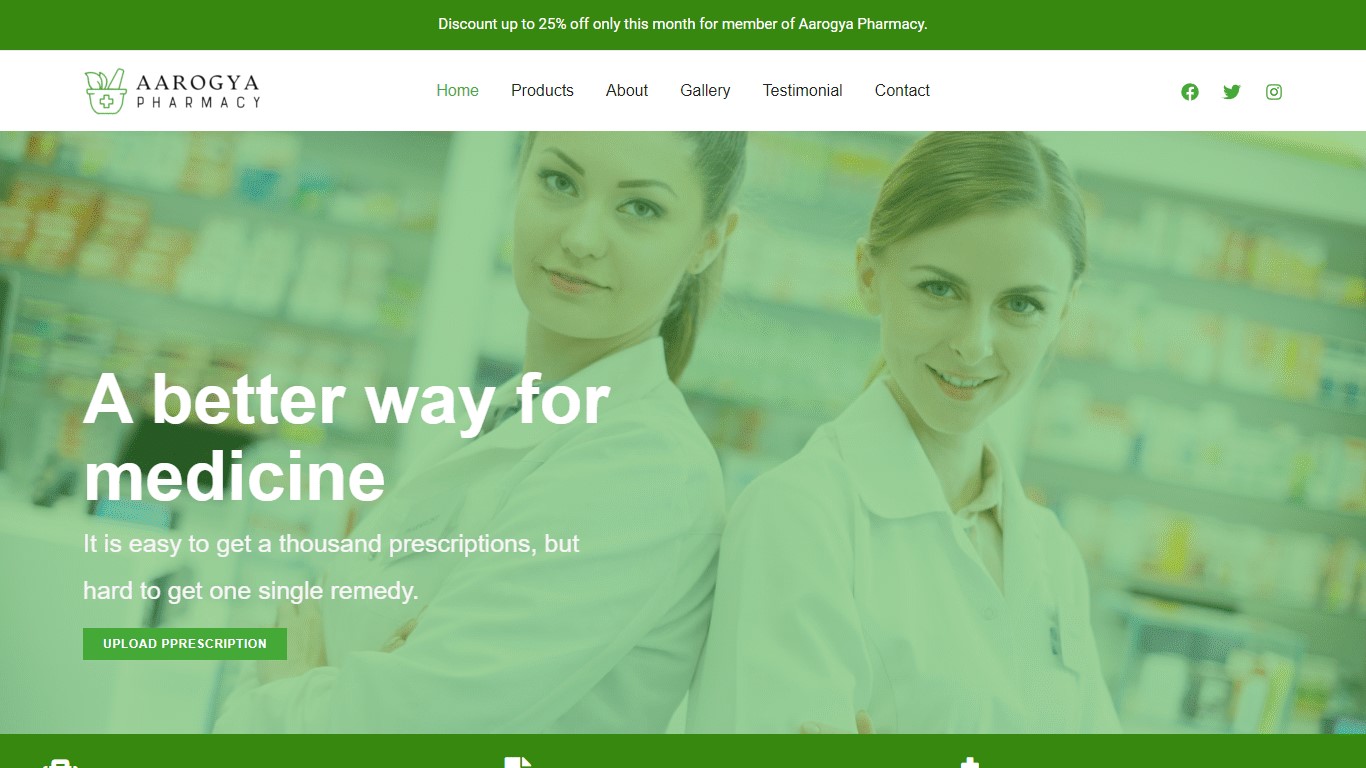 Discount up to 25% off only this month for member of Aarogya Pharmacy.
AAROGYA
PHARMACY
Home Products About Gallery Testimonial Contact
A better way for
medicine
It is easy to get a thousand prescriptions, but
hard to get one single remedy.
UPLOAD PPRESCRIPTION